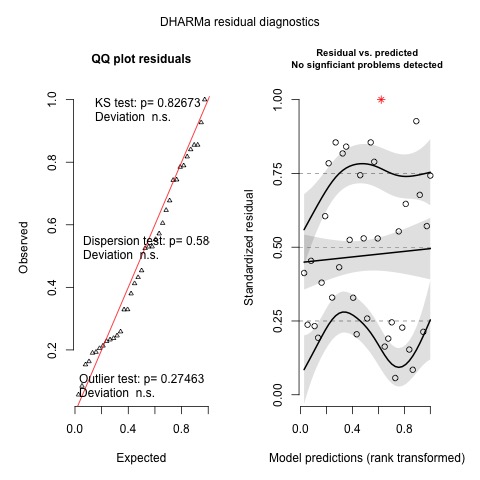 DHARMa residual diagnostics
QQ plot residuals
KS test: p= 0.82673
Deviation n.s.
Dispersion test: p= 0.58
Deviation n.s.
Outlier test: p= 0.27463
Deviation n.s.
Observed
0.2
0.4
0.6
0.8
1.0
0.0
0.4
0.8
Expected
Residual vs. predicted
No signficiant problems detected
Standardized residual
0.00
0.25
0.50
0.75
1.00
0.0
0.4
0.8
Model predictions (rank transformed)